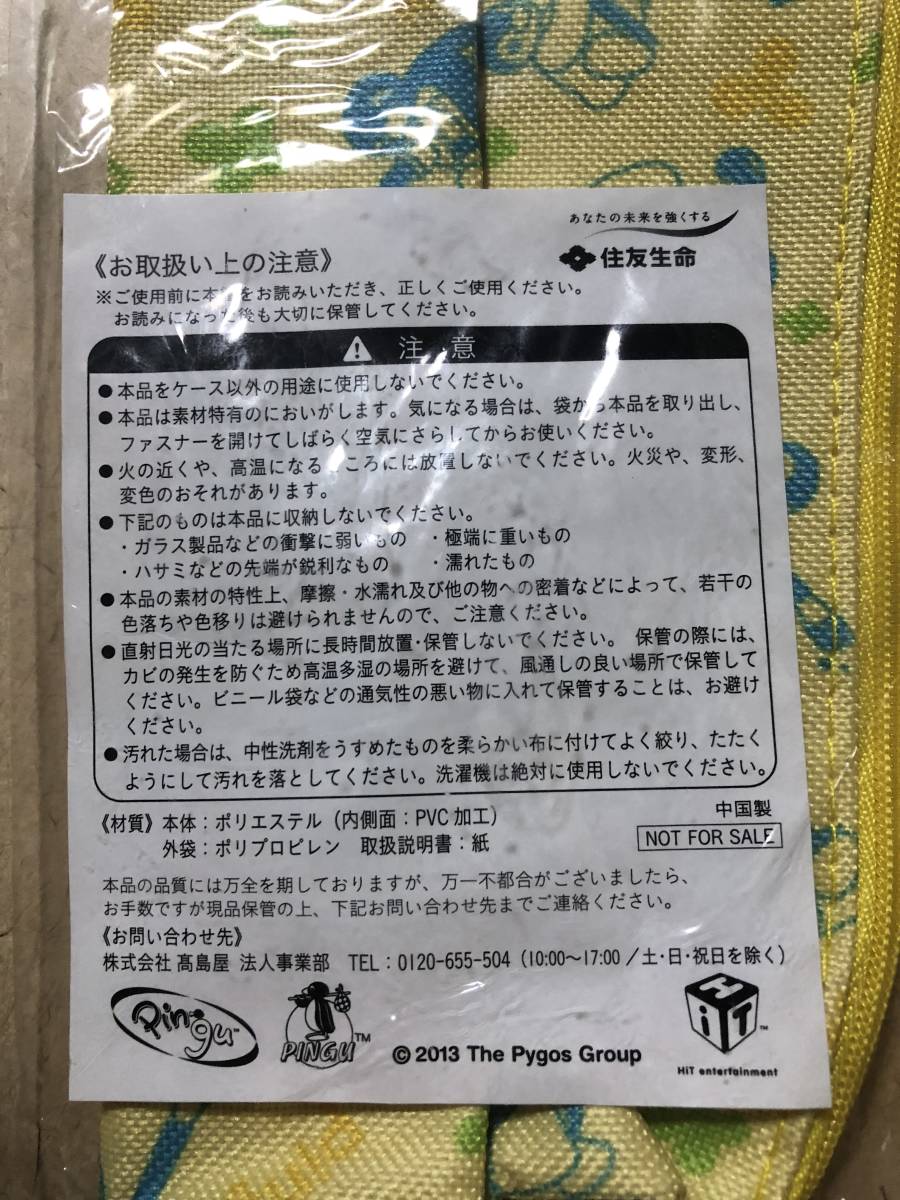 あなたの未来を強くする
住友生命
《お取扱い上の注意》
※ご使用前に本 をお読みいただき、正しくご使用ください。
お読みになった後も大切に保管してください。
注 意
●本品をケース以外の用途に使用しないでください。
●本品は素材特有のにおいがします。気になる場合は、袋から本品を取り出し、
ファスナーを開けてしばらく空気にさらしてからお使いください。
●火の近くや、高温になる ころには放置しないでください。火災や、変形、
変色のおそれがあります。
●下記のものは本品に収納しないでください。
・ガラス製品などの衝撃に弱いもの ・極端に重いもの
・ハサミなどの先端が鋭利なもの ・濡れたもの
●本品の素材の特性上、摩擦・水濡れ及び他の物への密着などによって、若干の
色落ちや色移りは避けられませんので、ご注意ください。
●直射日光の当たる場所に長時間放置・保管しないでください。 保管の際には、
カビの発生を防ぐため高温多湿の場所を避けて、風通しの良い場所で保管して
ください。ビニール袋などの通気性の悪い物に入れて保管することは、お避け
ください。
●汚れた場合は、中性洗剤をうすめたものを柔らかい布に付けてよく絞り、たたく
ようにして汚れを落としてください。洗濯機は絶対に使用しないでください。
《材質》本体：ポリエステル（内側面：PVC加工）
外袋：ポリプロピレン 取扱説明書：紙
中国製
NOT FOR SALE
本品の品質には万全を期しておりますが、万一不都合がございましたら、
お手数ですが現品保管の上、下記お問い合わせ先までご連絡ください。
《お問い合わせ先》
株式会社 髙島屋 法人事業部 TEL：0120-655-504（10:00〜17:00／土・日・祝日を除く）
Pingu™
PINGU™
© 2013 The Pygos Group
HiT™
HiT entertainment